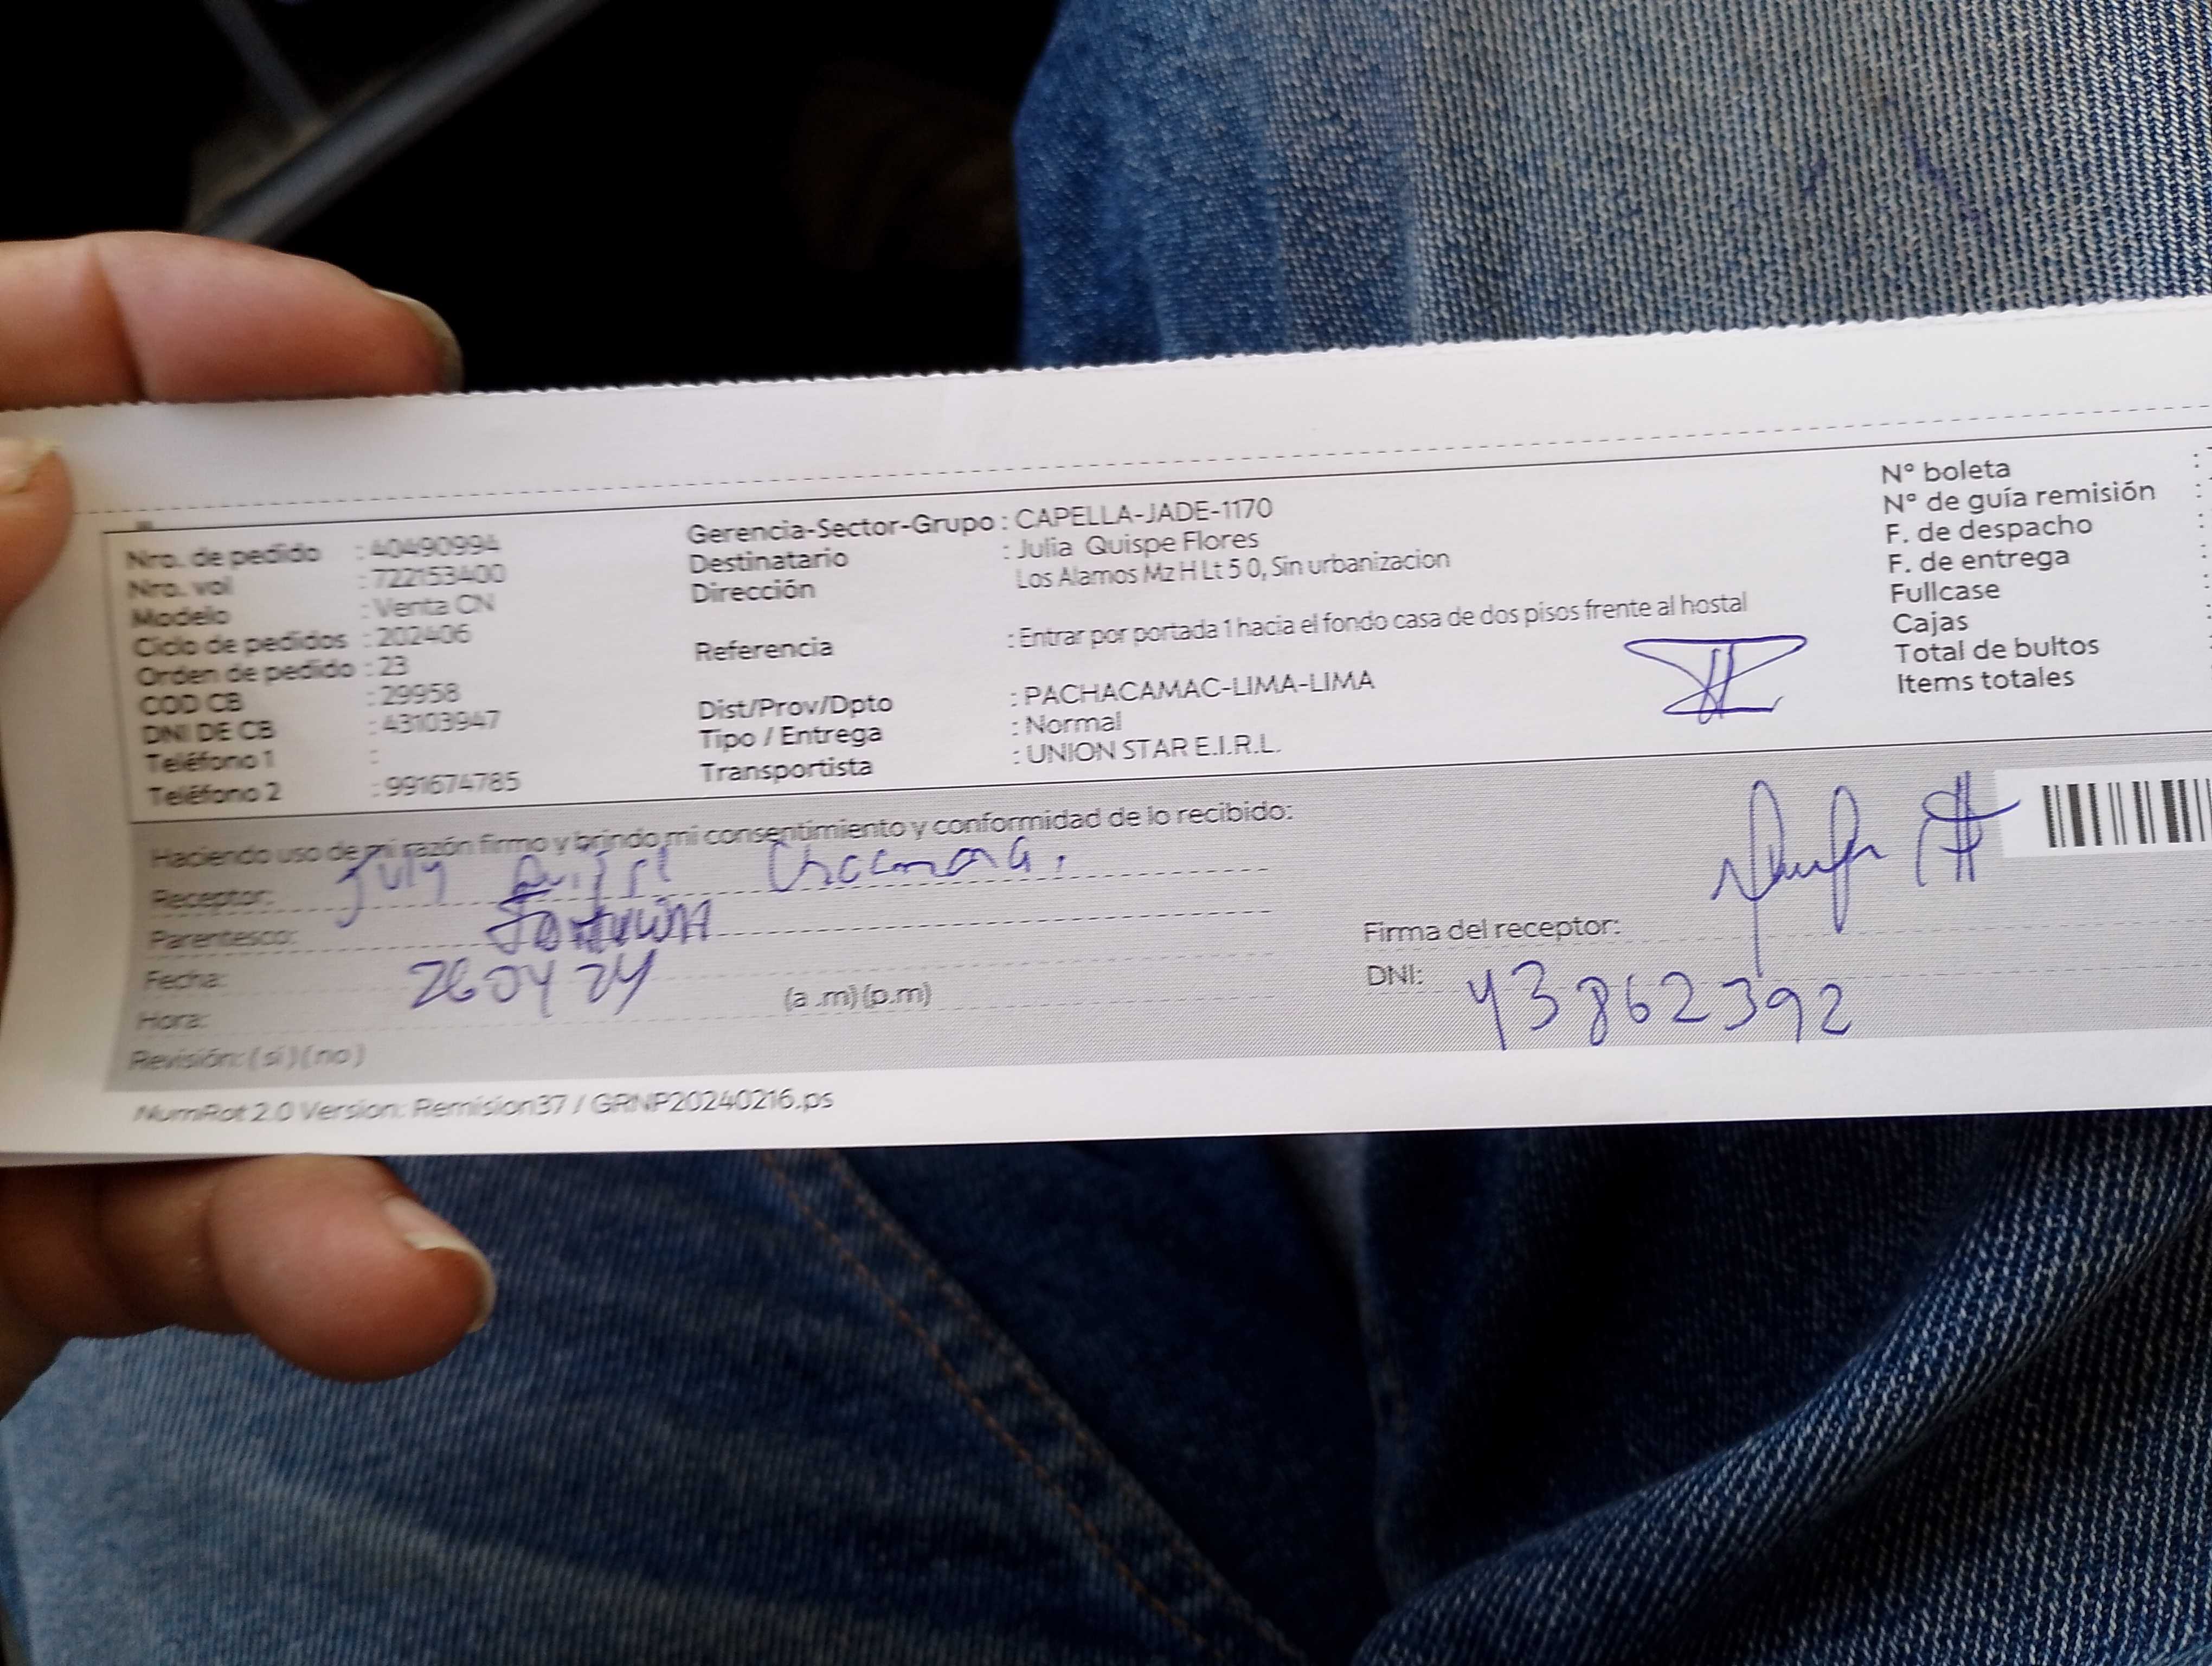 Nro. de pedido : 40490994
Nro. vol : 722153400
Modelo : Venta CN
Ciclo de pedidos : 202406
Orden de pedido : 23
COD CB : 29958
DNI DE CB : 43103947
Teléfono 1 :
Teléfono 2 : 991674785
Gerencia-Sector-Grupo : CAPELLA-JADE-1170
Destinatario : Julia Quispe Flores
Dirección Los Alamos Mz H Lt 5 0, Sin urbanizacion
Referencia : Entrar por portada 1 hacia el fondo casa de dos pisos frente al hostal
Dist/Prov/Dpto : PACHACAMAC-LIMA-LIMA
Tipo / Entrega : Normal
Transportista : UNION STAR E.I.R.L.
N° boleta :
N° de guía remisión :
F. de despacho :
F. de entrega :
Fullcase :
Cajas :
Total de bultos :
Items totales
Haciendo uso de mi razón firmo y brindo mi consentimiento y conformidad de lo recibido:
Receptor: July
Parentesco:
Fecha: 26 04 24
Hora: (a .m) (p.m)
Revisión: ( si ) ( no )
Firma del receptor:
DNI: 43862392
NumRot 2.0 Version: Remision37 / GRNP20240216.ps